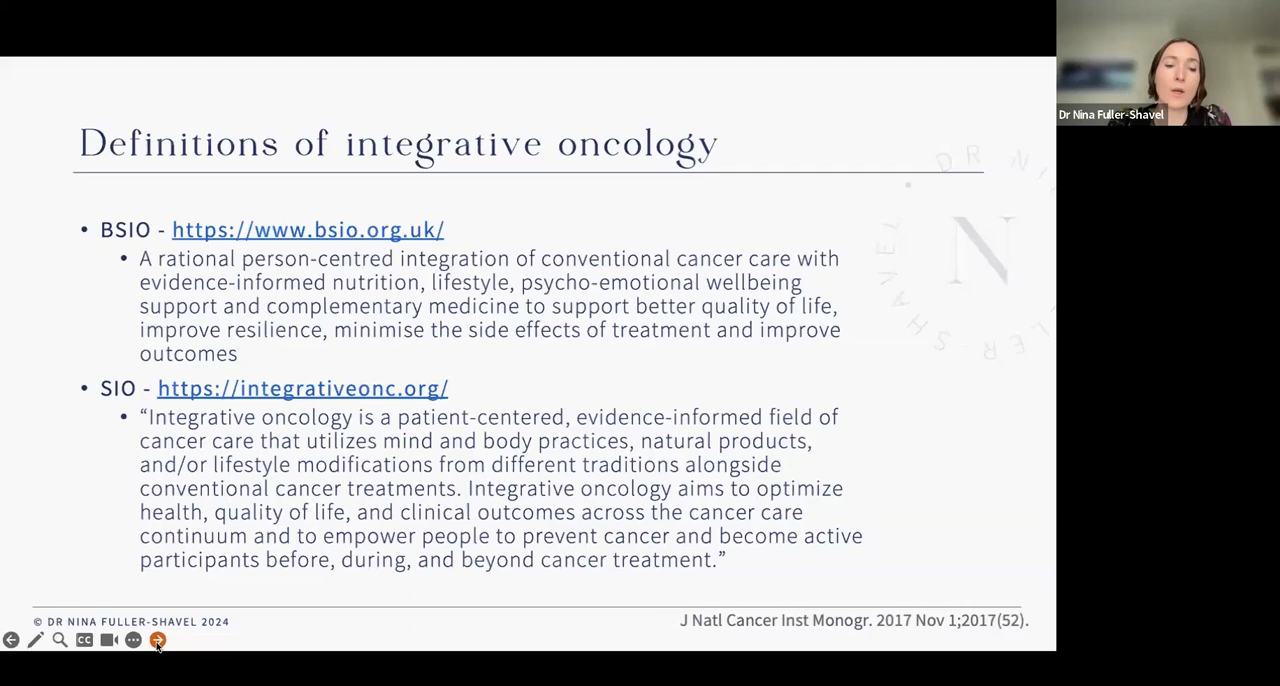 Definitions of integrative oncology
• BSIO - https://www.bsio.org.uk/
• A rational person-centred integration of conventional cancer care with
evidence-informed nutrition, lifestyle, psycho-emotional wellbeing
support and complementary medicine to support better quality of life,
improve resilience, minimise the side effects of treatment and improve
outcomes
• SIO - https://integrativeonc.org/
• “Integrative oncology is a patient-centered, evidence-informed field of
cancer care that utilizes mind and body practices, natural products,
and/or lifestyle modifications from different traditions alongside
conventional cancer treatments. Integrative oncology aims to optimize
health, quality of life, and clinical outcomes across the cancer care
continuum and to empower people to prevent cancer and become active
participants before, during, and beyond cancer treatment.”
© DR NINA FULLER-SHAVEL 2024
J Natl Cancer Inst Monogr. 2017 Nov 1;2017(52).
CC
Dr Nina Fuller-Shavel
N